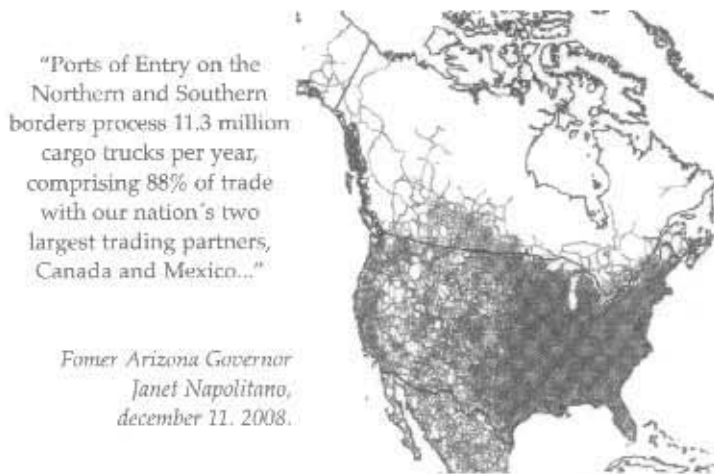 “Ports of Entry on the
Northern and Southern
borders process 11.3 million
cargo trucks per year,
comprising 88% of trade
with our nation´s two
largest trading partners,
Canada and Mexico...”
Fomer Arizona Governor
Janet Napolitano,
december 11. 2008.